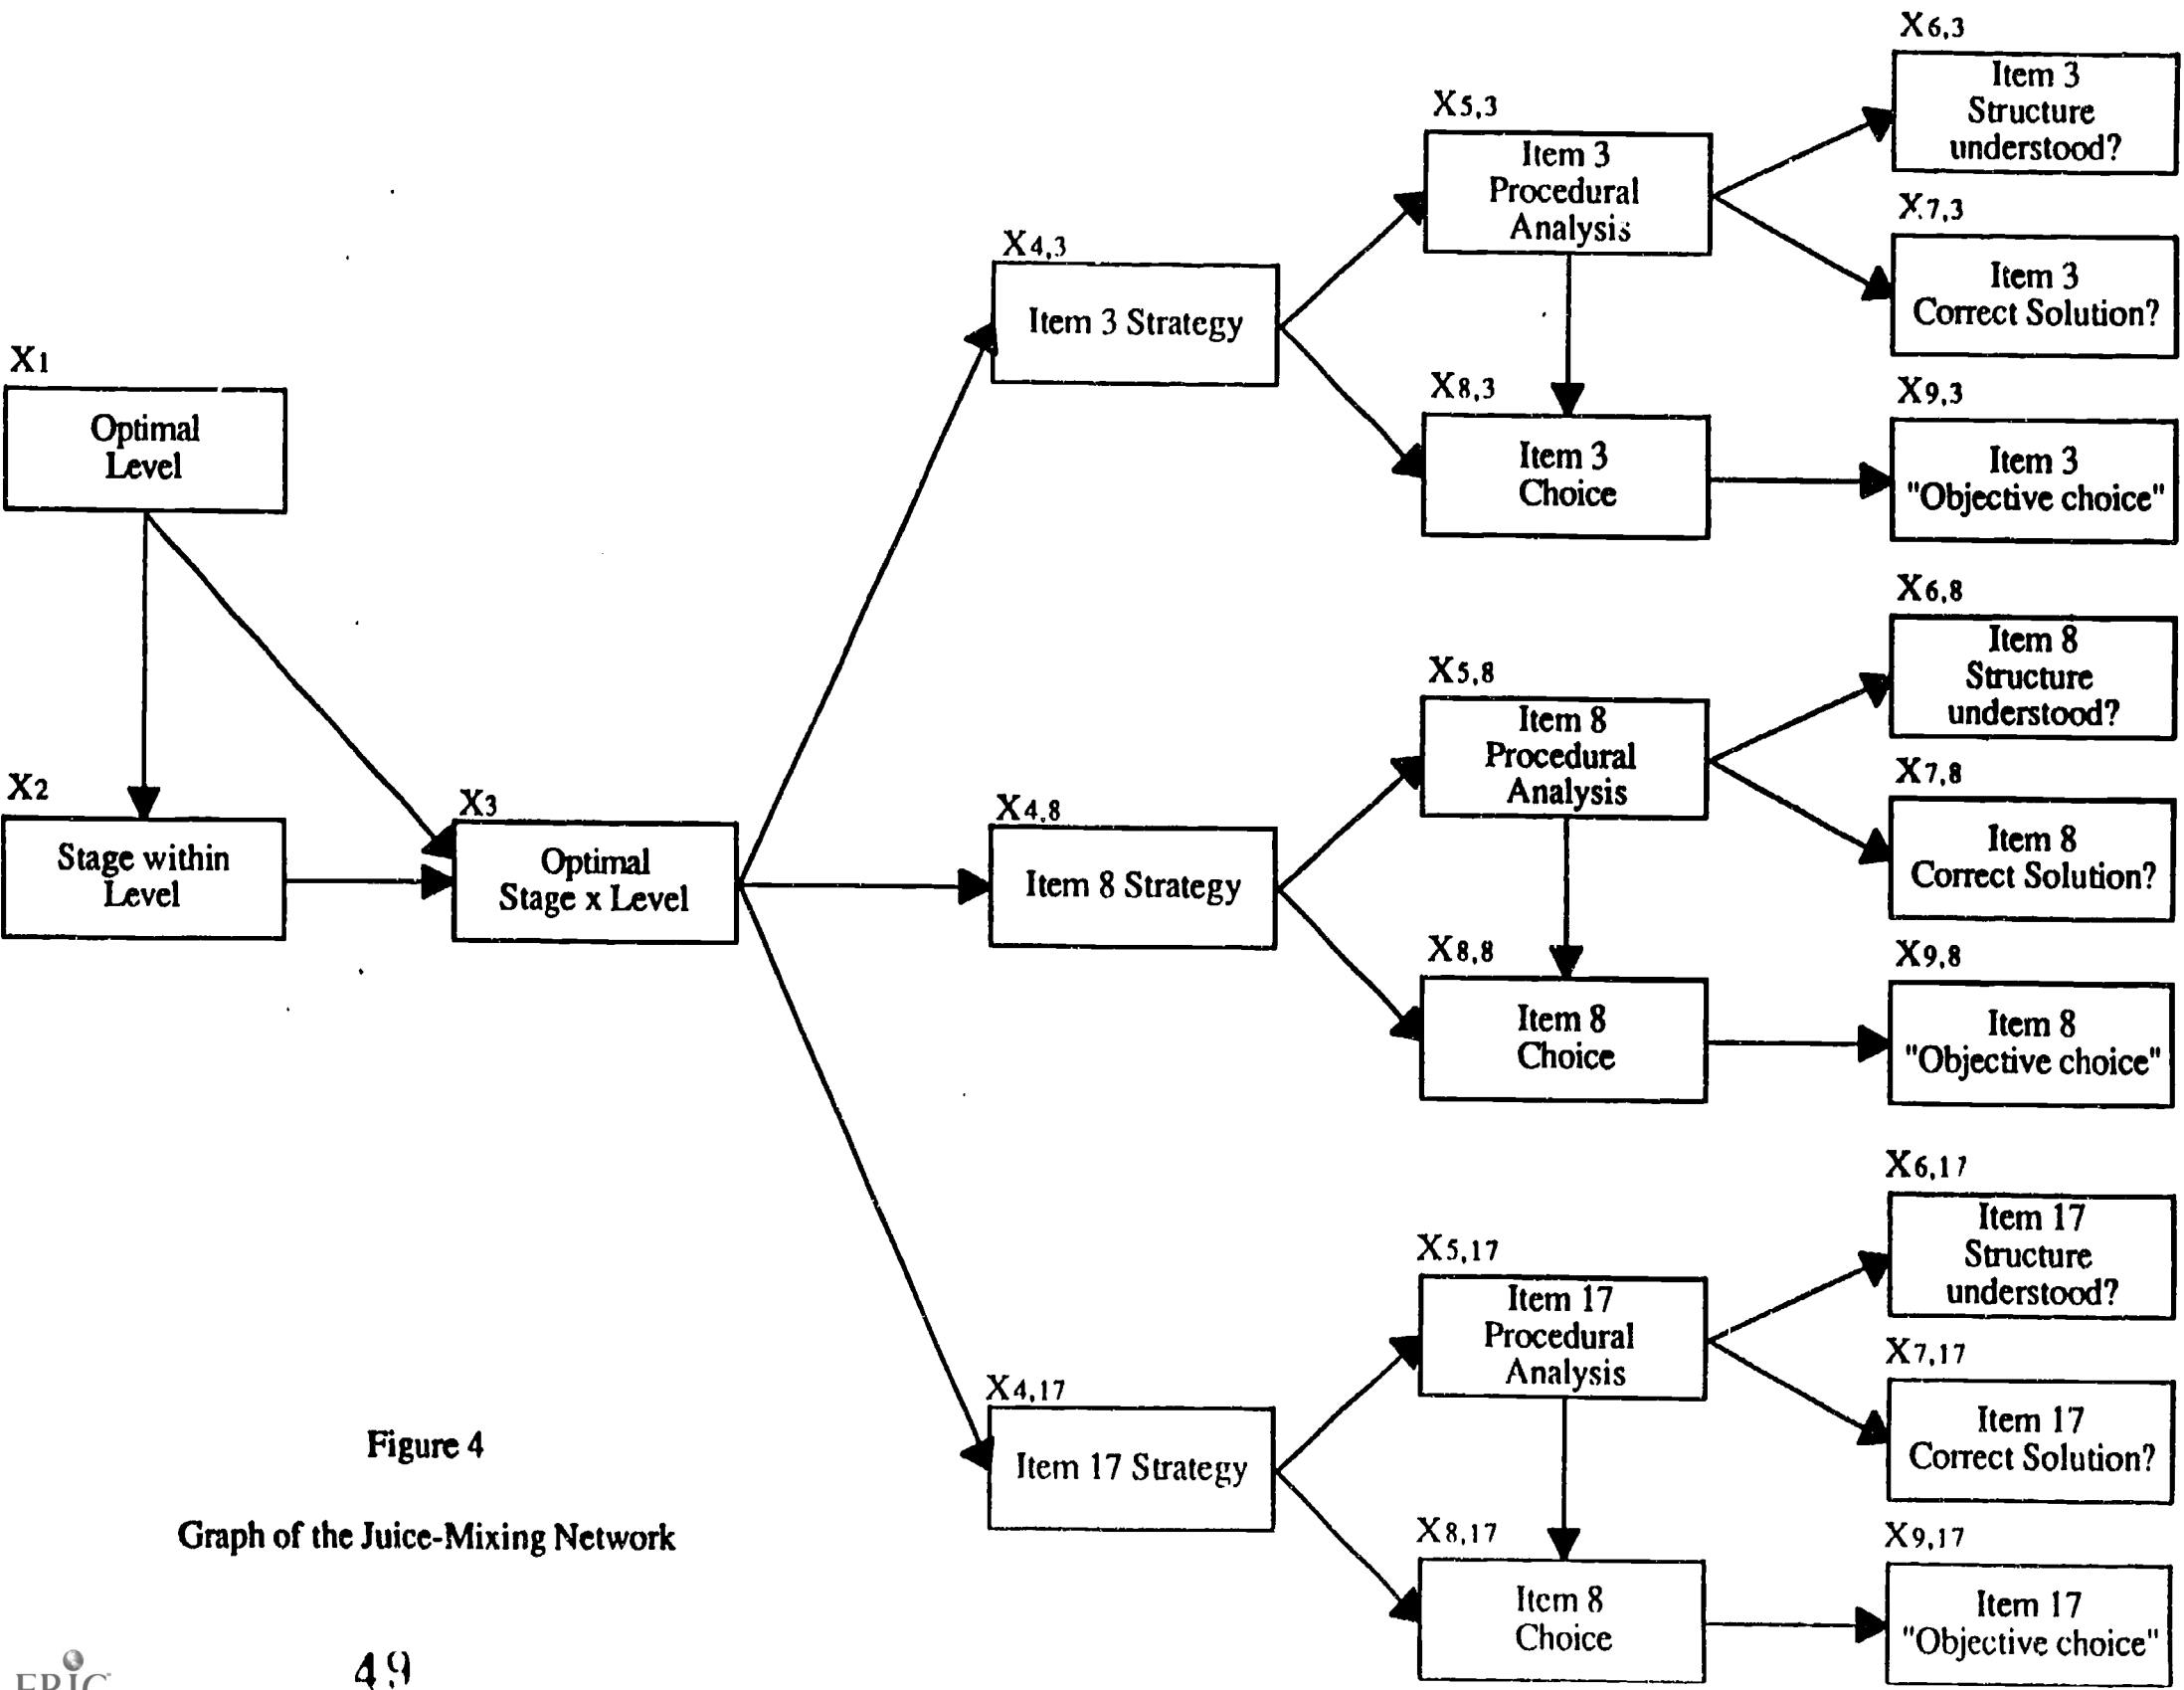 X6,3
Item 3
Structure
understood?
X5,3
Item 3
Procedural
Analysis
X7,3
Item 3
Correct Solution?
X4,3
Item 3 Strategy
X8,3
Item 3
Choice
X9,3
Item 3
"Objective choice"
X1
Optimal
Level
X2
Stage within
Level
X3
Optimal
Stage x Level
X6,8
Item 8
Structure
understood?
X5,8
Item 8
Procedural
Analysis
X7,8
Item 8
Correct Solution?
X4,8
Item 8 Strategy
X8,8
Item 8
Choice
X9,8
Item 8
"Objective choice"
X6,17
Item 17
Structure
understood?
X5,17
Item 17
Procedural
Analysis
X7,17
Item 17
Correct Solution?
X4,17
Item 17 Strategy
X8,17
Item 8
Choice
X9,17
Item 17
"Objective choice"
Figure 4
Graph of the Juice-Mixing Network
49
ERIC